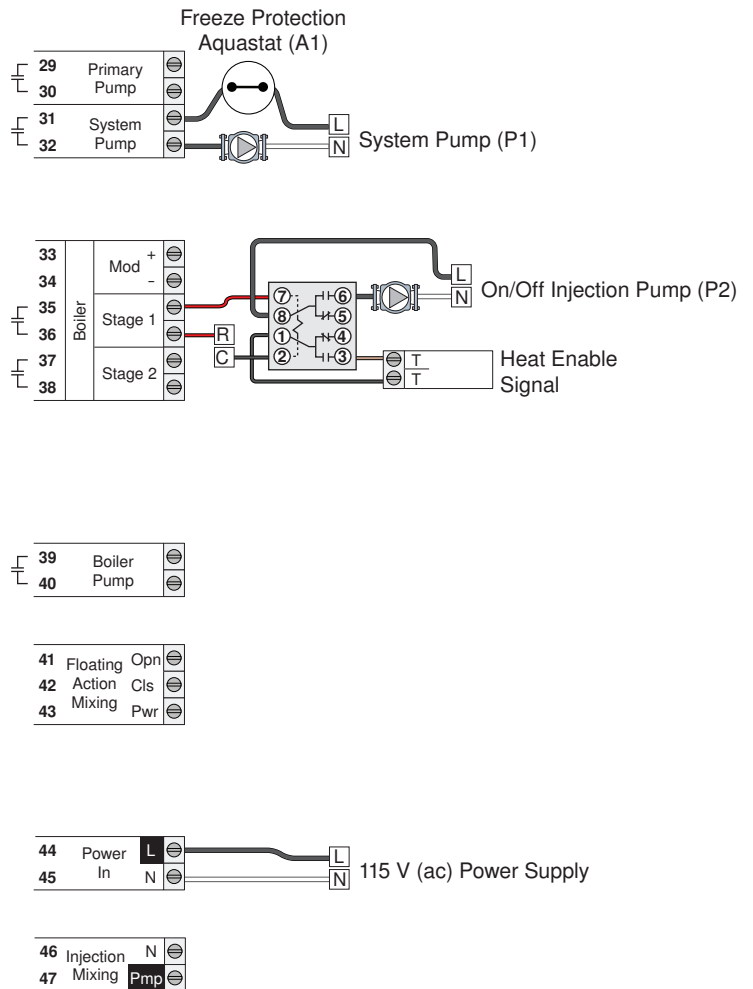 Freeze Protection
Aquastat (A1)
29 Primary
30 Pump
31 System
32 Pump
L
N
System Pump (P1)
33 Mod +
34 -
35 Stage 1
36
37 Stage 2
38
Boiler
R
C
7 6
8 5
1 4
2 3
L
N
On/Off Injection Pump (P2)
T
T
Heat Enable
Signal
39 Boiler
40 Pump
41 Floating Opn
42 Action Cls
43 Mixing Pwr
44 Power L
45 In N
L
N
115 V (ac) Power Supply
46 Injection N
47 Mixing Pmp